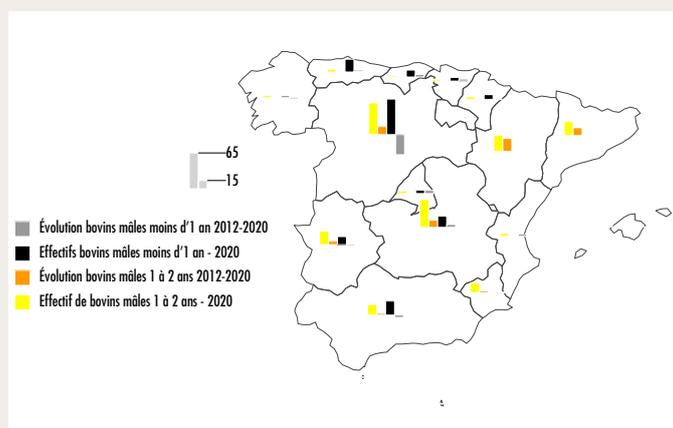 65
15
Évolution bovins mâles moins d'1 an 2012-2020
Effectifs bovins mâles moins d'1 an - 2020
Évolution bovins mâles 1 à 2 ans 2012-2020
Effectif de bovins mâles 1 à 2 ans - 2020